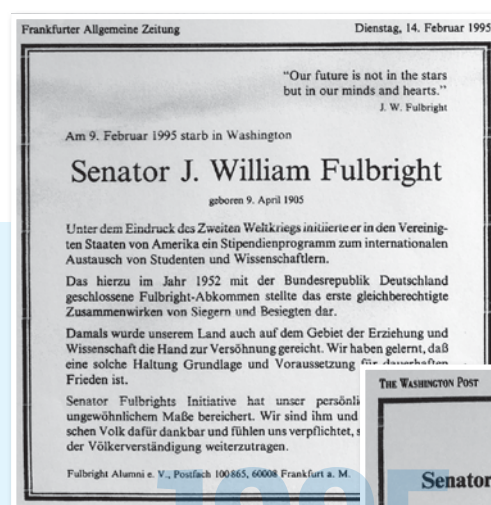 Frankfurter Allgemeine Zeitung
Dienstag, 14. Februar 1995
"Our future is not in the stars
but in our minds and hearts."
J. W. Fulbright
Am 9. Februar 1995 starb in Washington
Senator J. William Fulbright
geboren 9. April 1905
Unter dem Eindruck des Zweiten Weltkriegs initiierte er in den Vereinig-
ten Staaten von Amerika ein Stipendienprogramm zum internationalen
Austausch von Studenten und Wissenschaftlern.
Das hierzu im Jahr 1952 mit der Bundesrepublik Deutschland
geschlossene Fulbright-Abkommen stellte das erste gleichberechtigte
Zusammenwirken von Siegern und Besiegten dar.
Damals wurde unserem Land auch auf dem Gebiet der Erziehung und
Wissenschaft die Hand zur Versöhnung gereicht. Wir haben gelernt, daß
eine solche Haltung Grundlage und Voraussetzung für dauerhaften
Frieden ist.
Senator Fulbrights Initiative hat unser
ungewöhnlichem Maße bereichert. Wir sind ihm und
schen Volk dafür dankbar und fühlen uns verpflichtet,
der Völkerverständigung weiterzutragen.
Fulbright Alumni e. V., Postfach 100865, 60008 Frankfurt a. M.
THE WASHINGTON POST
Senator
1995